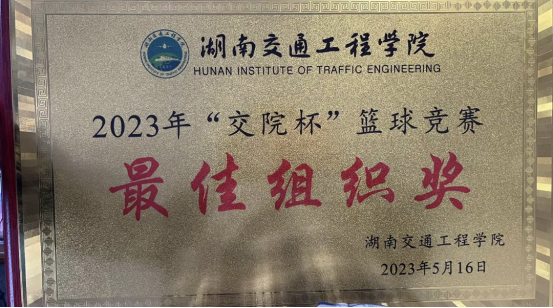 湖南交通工程学院
HUNAN INSTITUTE OF TRAFFIC ENGINEERING
2023年“交院杯”篮球竞赛
最佳组织奖
湖南交通工程学院
2023年5月16日